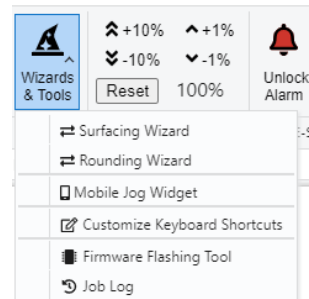 +10% +1%
-10% -1%
Wizards & Tools
Reset 100%
Unlock Alarm
Surfacing Wizard
Rounding Wizard
Mobile Jog Widget
Customize Keyboard Shortcuts
Firmware Flashing Tool
Job Log